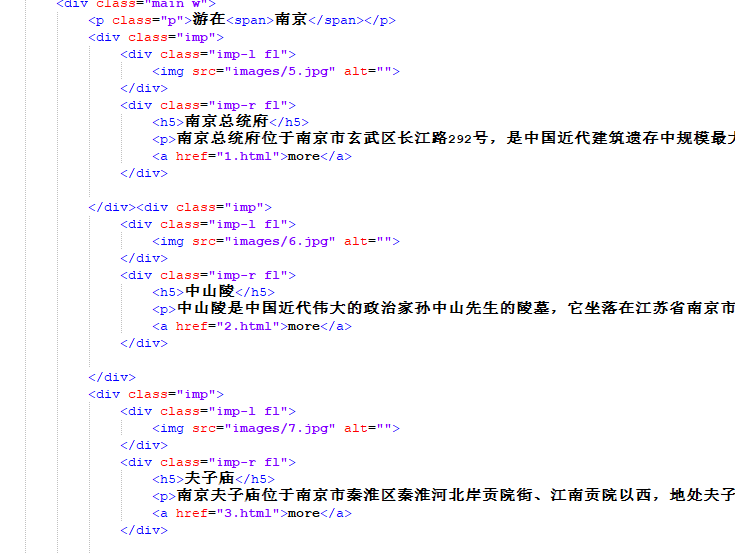 <div class="main w">
<p class="p">游在<span>南京</span></p>
<div class="imp">
<div class="imp-l fl">
<img src="images/5.jpg" alt="">
</div>
<div class="imp-r fl">
<h5>南京总统府</h5>
<p>南京总统府位于南京市玄武区长江路292号，是中国近代建筑遗存中规模最大
<a href="1.html">more</a>
</div>
</div><div class="imp">
<div class="imp-l fl">
<img src="images/6.jpg" alt="">
</div>
<div class="imp-r fl">
<h5>中山陵</h5>
<p>中山陵是中国近代伟大的政治家孙中山先生的陵墓，它坐落在江苏省南京市
<a href="2.html">more</a>
</div>
</div>
<div class="imp">
<div class="imp-l fl">
<img src="images/7.jpg" alt="">
</div>
<div class="imp-r fl">
<h5>夫子庙</h5>
<p>南京夫子庙位于南京市秦淮区秦淮河北岸贡院街、江南贡院以西，地处夫子
<a href="3.html">more</a>
</div>